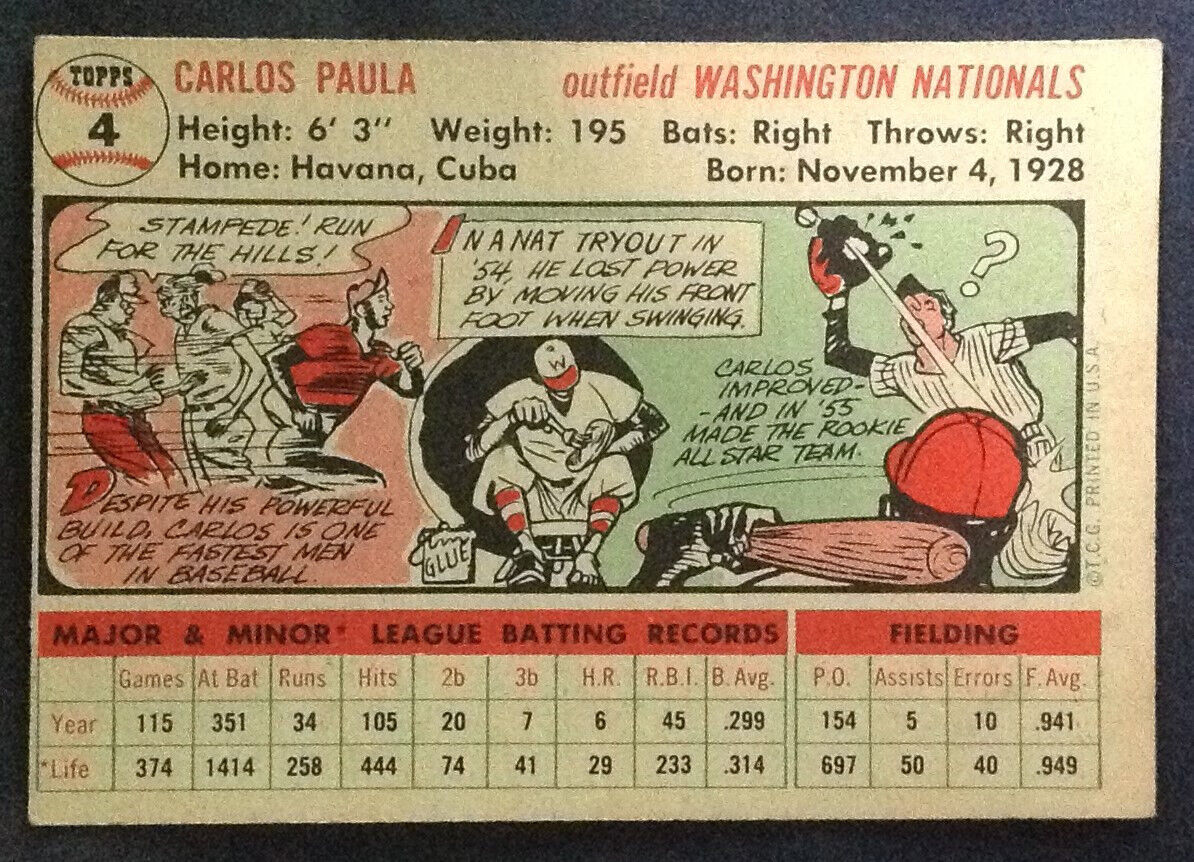 TOPPS
4
CARLOS PAULA outfield WASHINGTON NATIONALS
Height: 6' 3" Weight: 195 Bats: Right Throws: Right
Home: Havana, Cuba Born: November 4, 1928
STAMPEDE! RUN
FOR THE HILLS!
DESPITE HIS POWERFUL
BUILD, CARLOS IS ONE
OF THE FASTEST MEN
IN BASEBALL.
IN A NAT TRYOUT IN
'54, HE LOST POWER
BY MOVING HIS FRONT
FOOT WHEN SWINGING.
W
GLUE
?
CARLOS
IMPROVED-
-AND IN '55
MADE THE ROOKIE
ALL STAR TEAM.
©T.C.G. PRINTED IN U.S.A.
MAJOR & MINOR* LEAGUE BATTING RECORDS FIELDING
Games At Bat Runs Hits 2b 3b H.R. R.B.I. B. Avg. P.O. Assists Errors F. Avg.
Year 115 351 34 105 20 7 6 45 .299 154 5 10 .941
*Life 374 1414 258 444 74 41 29 233 .314 697 50 40 .949